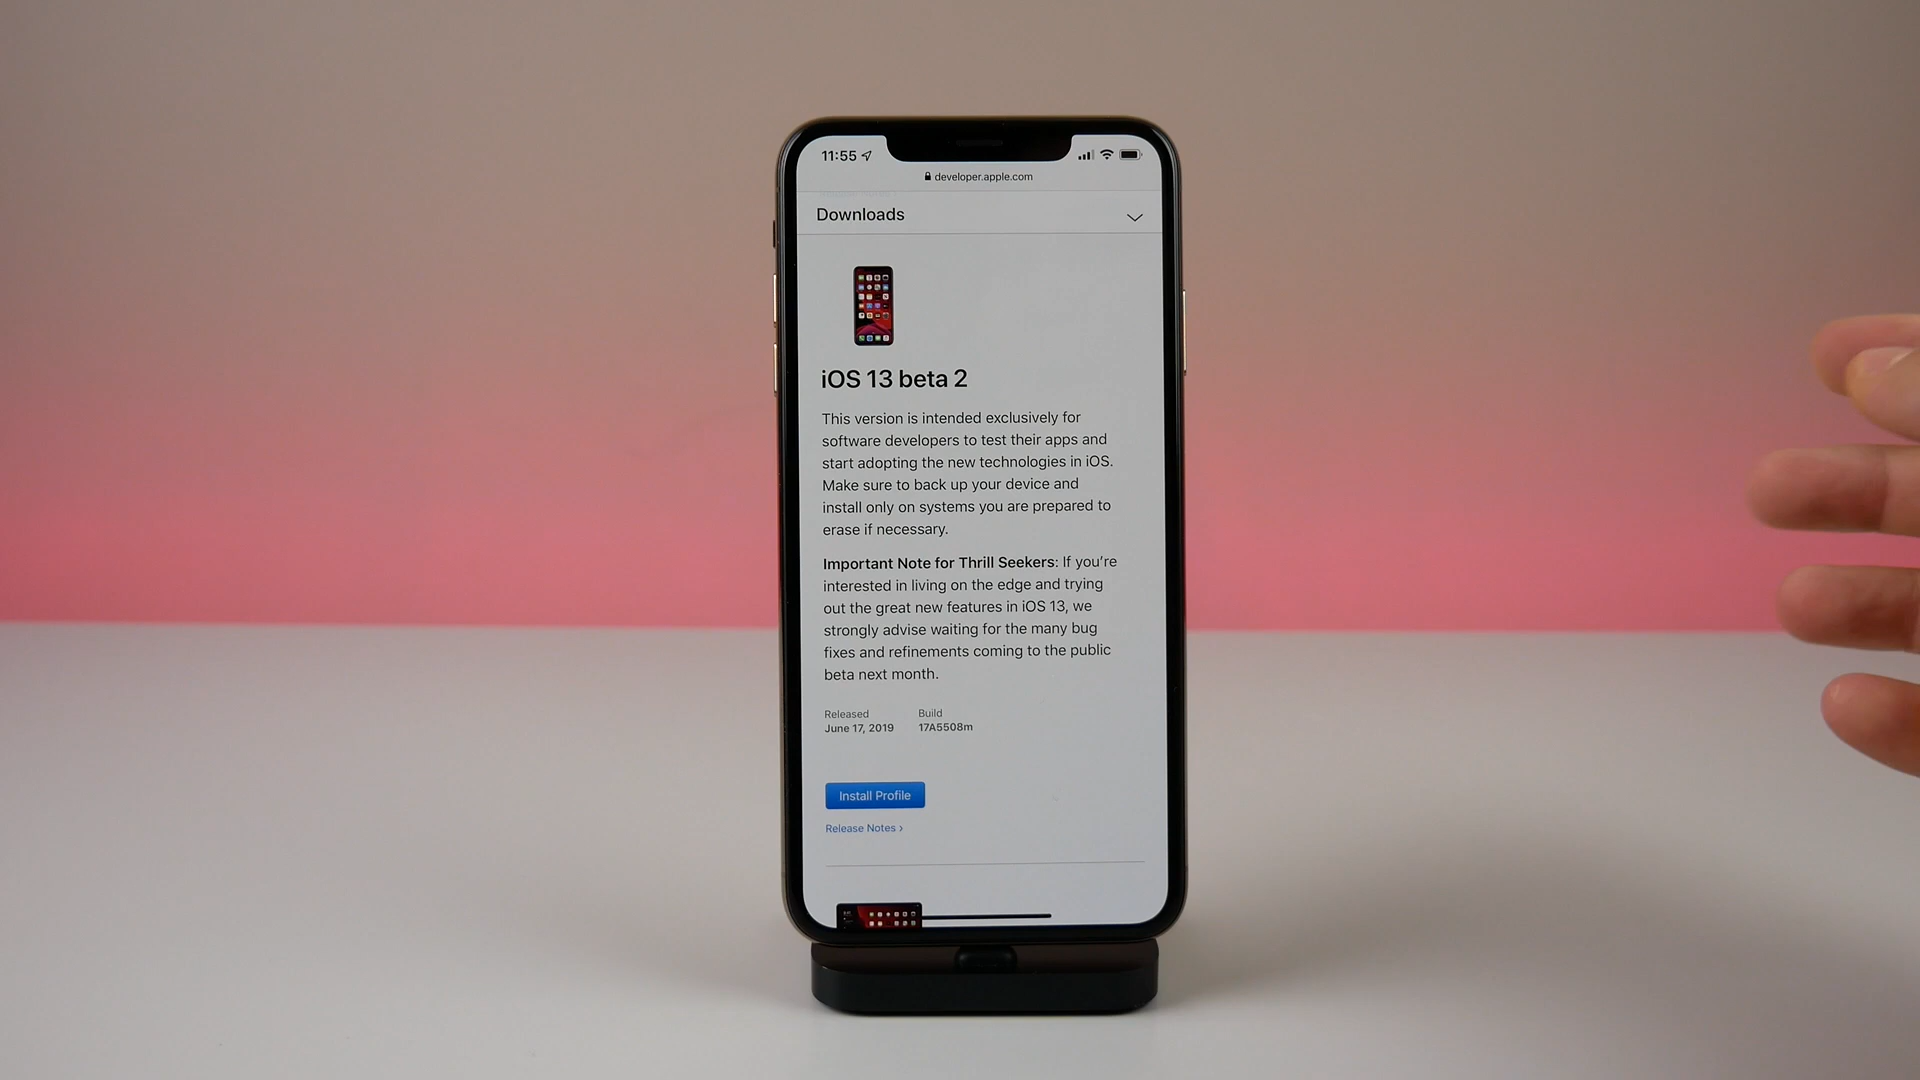 11:55
developer.apple.com
Downloads
iOS 13 beta 2
This version is intended exclusively for
software developers to test their apps and
start adopting the new technologies in iOS.
Make sure to back up your device and
install only on systems you are prepared to
erase if necessary.
Important Note for Thrill Seekers: If you’re
interested in living on the edge and trying
out the great new features in iOS 13, we
strongly advise waiting for the many bug
fixes and refinements coming to the public
beta next month.
Released Build
June 17, 2019 17A5508m
Install Profile
Release Notes ›